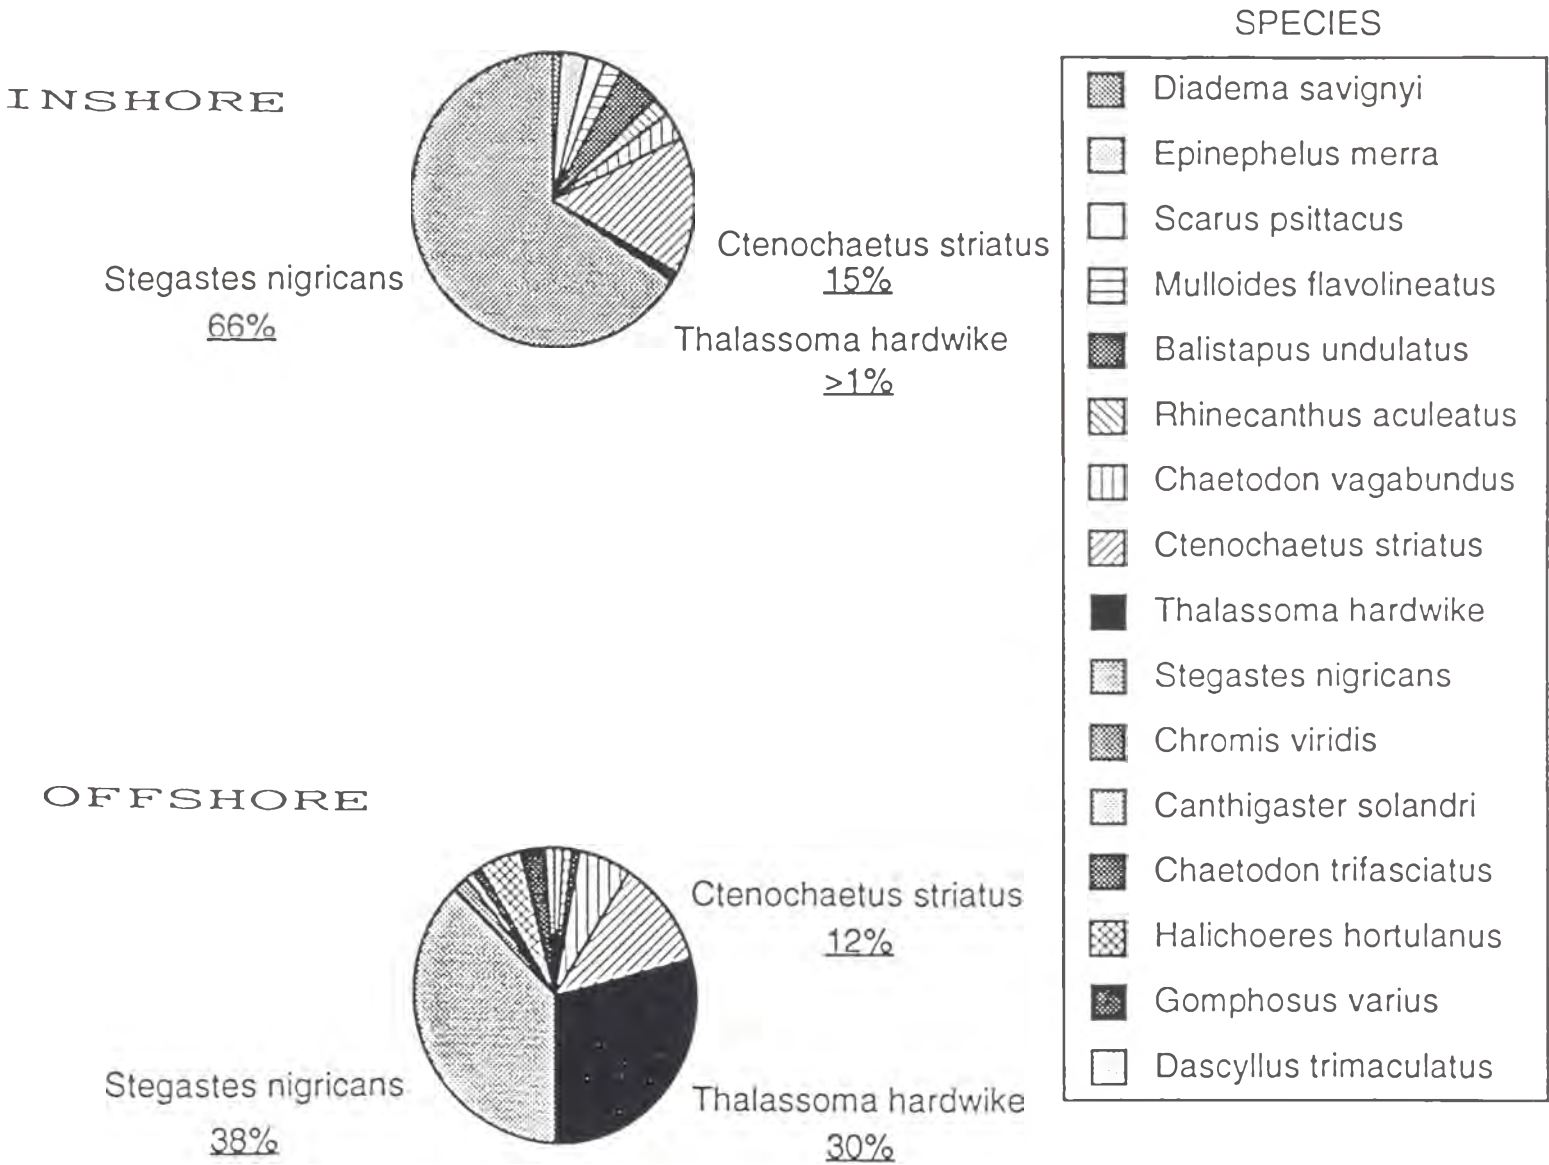 INSHORE
Stegastes nigricans
66%
Ctenochaetus striatus
15%
Thalassoma hardwike
>1%
OFFSHORE
Ctenochaetus striatus
12%
Stegastes nigricans
38%
Thalassoma hardwike
30%
SPECIES
Diadema savignyi
Epinephelus merra
Scarus psittacus
Mulloides flavolineatus
Balistapus undulatus
Rhinecanthus aculeatus
Chaetodon vagabundus
Ctenochaetus striatus
Thalassoma hardwike
Stegastes nigricans
Chromis viridis
Canthigaster solandri
Chaetodon trifasciatus
Halichoeres hortulanus
Gomphosus varius
Dascyllus trimaculatus